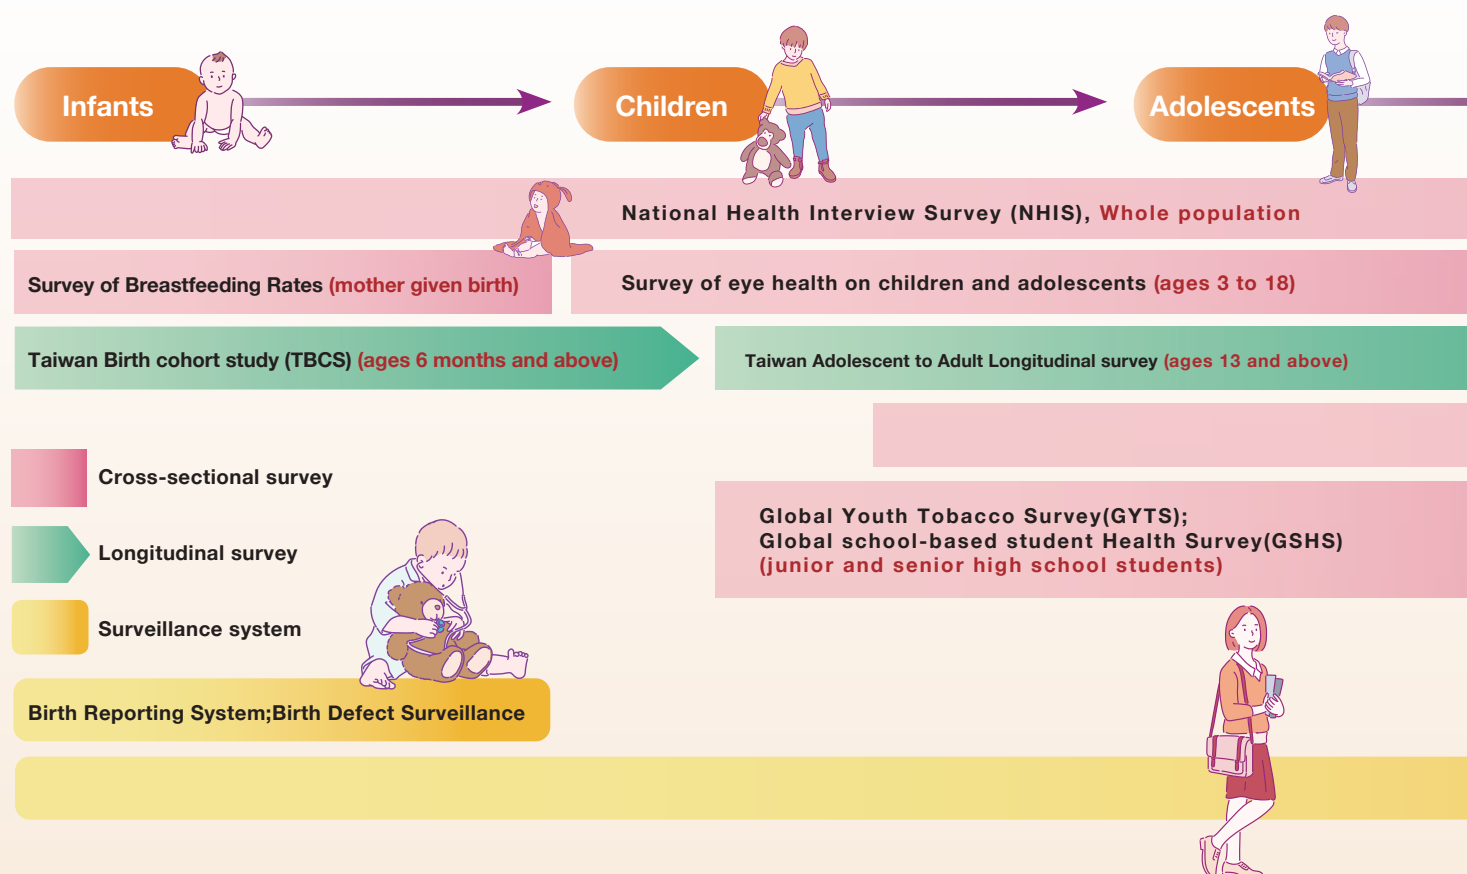 Infants
Children
Adolescents
National Health Interview Survey (NHIS), Whole population
Survey of Breastfeeding Rates (mother given birth)
Survey of eye health on children and adolescents (ages 3 to 18)
Taiwan Birth cohort study (TBCS) (ages 6 months and above)
Taiwan Adolescent to Adult Longitudinal survey (ages 13 and above)
Cross-sectional survey
Global Youth Tobacco Survey(GYTS);
Global school-based student Health Survey(GSHS)
(junior and senior high school students)
Longitudinal survey
Surveillance system
Birth Reporting System;Birth Defect Surveillance